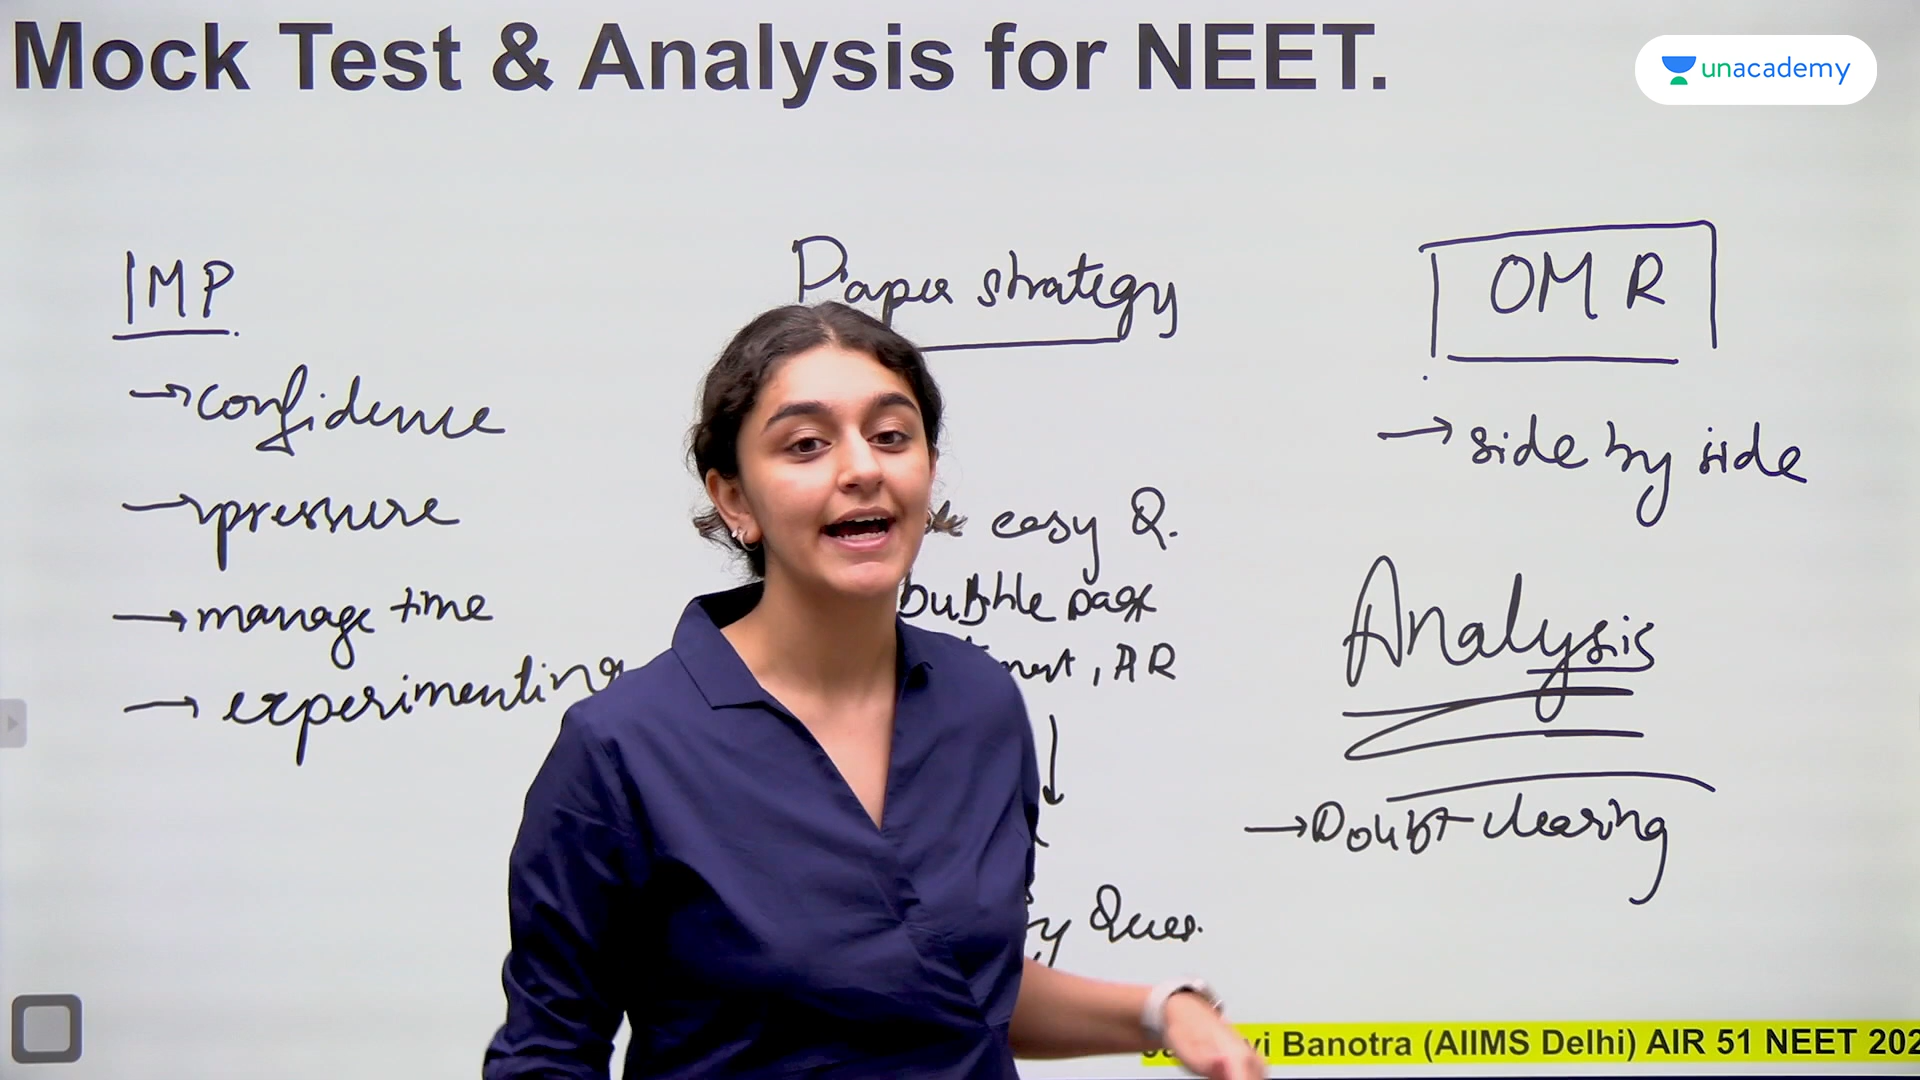 Mock Test & Analysis for NEET.
unacademy
IMP
→ confidence
→ pressure
→ manage time
→ experimenting
Paper strategy
easy Q.
bubble page
, AR
Ques.
OMR
→ side by side
Analysis
→ Doubt clearing
Banotra (AIIMS Delhi) AIR 51 NEET 202